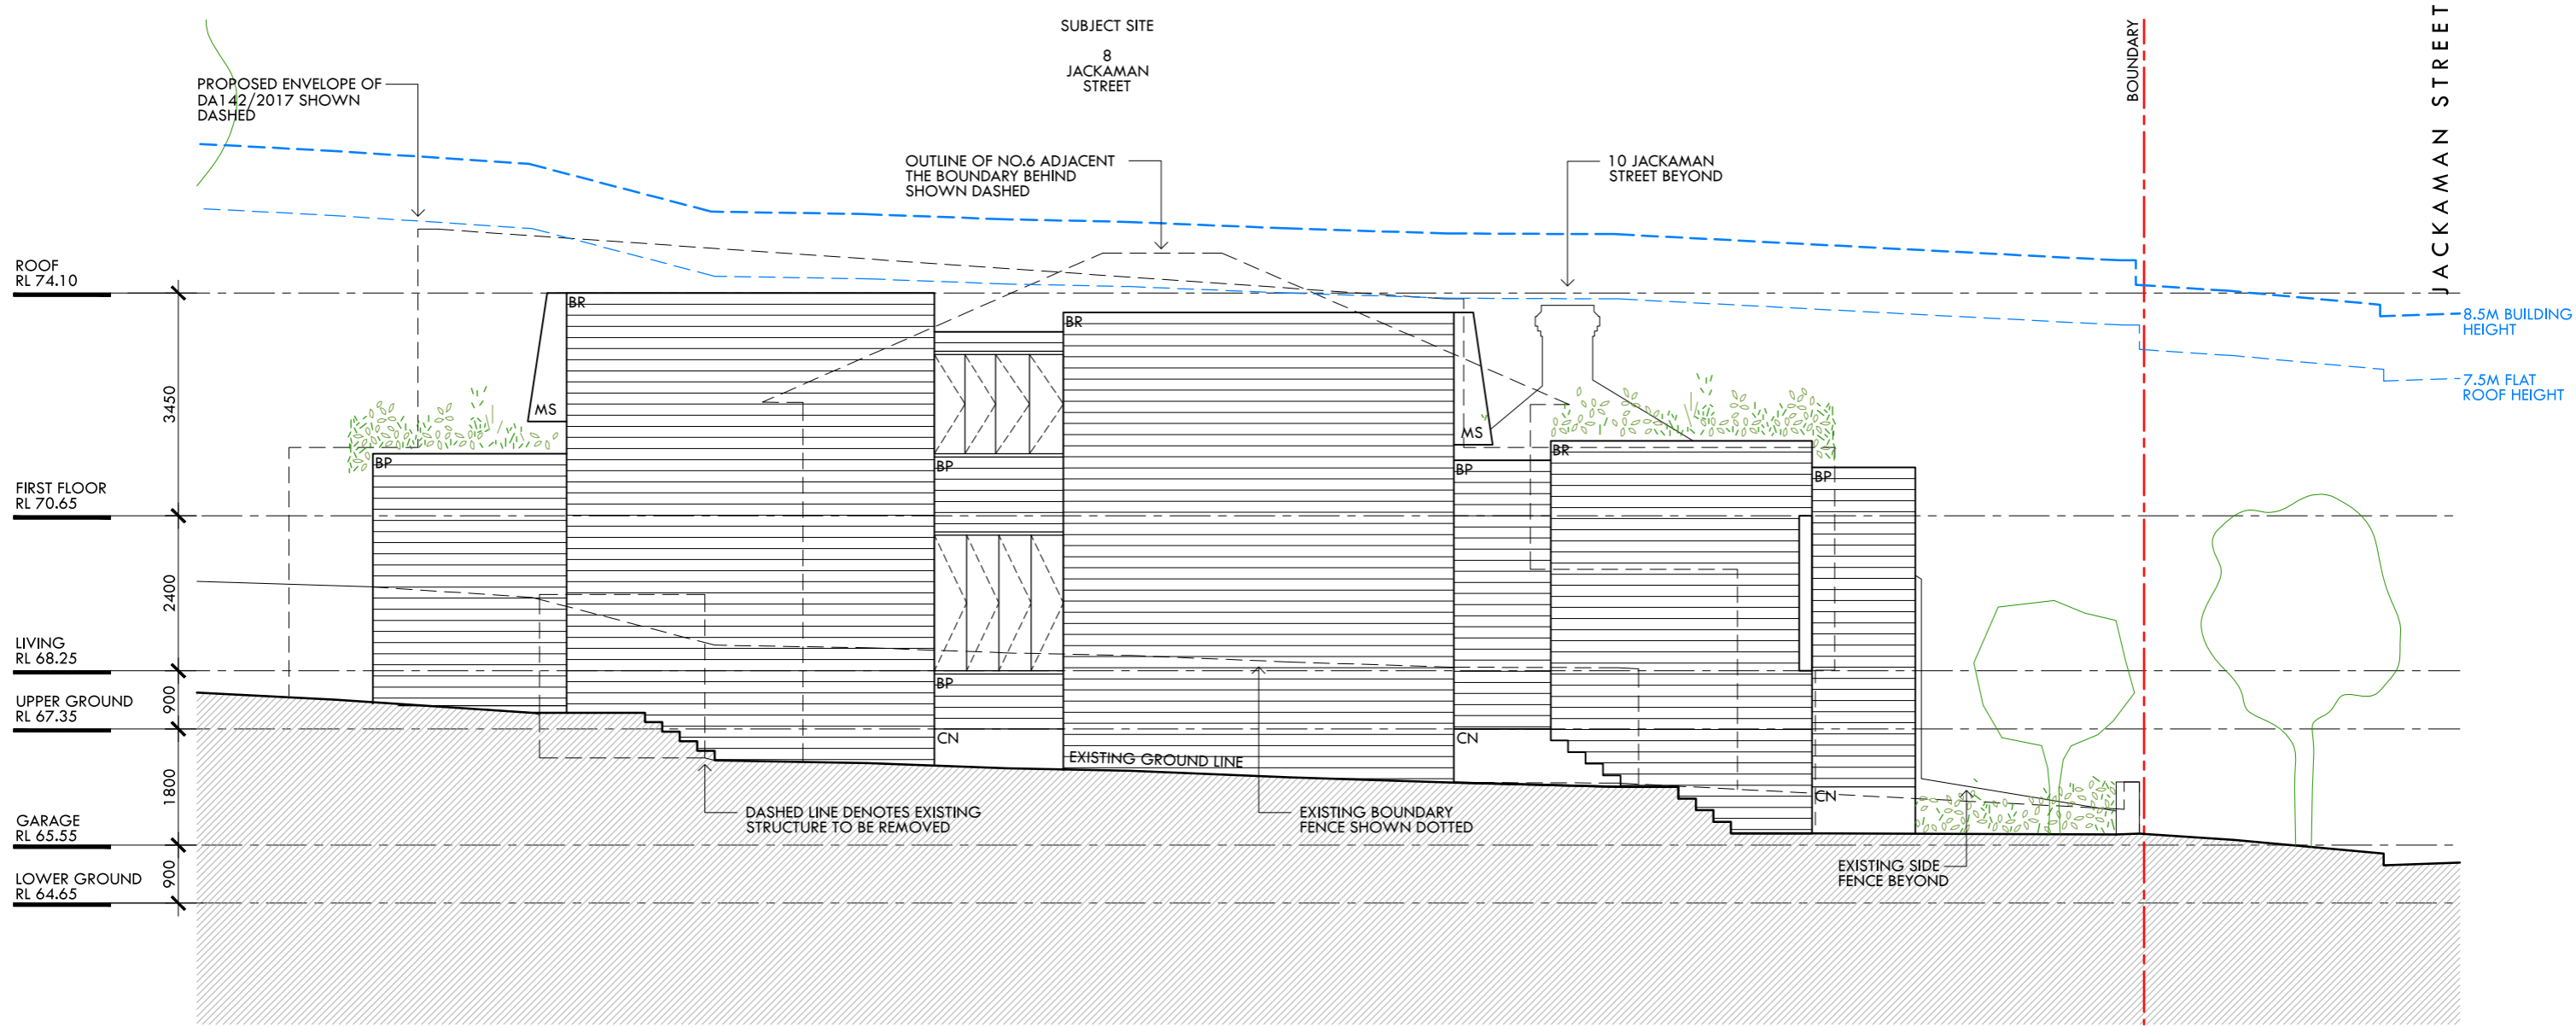 SUBJECT SITE
8
JACKAMAN
STREET
BOUNDARY
JACKAMAN STREET
PROPOSED ENVELOPE OF
DA142/2017 SHOWN
DASHED
OUTLINE OF NO.6 ADJACENT
THE BOUNDARY BEHIND
SHOWN DASHED
10 JACKAMAN
STREET BEYOND
ROOF
RL 74.10
8.5M BUILDING
HEIGHT
7.5M FLAT
ROOF HEIGHT
BR
BR
3450
MS
MS
BR
BP
BP
BP
BP
FIRST FLOOR
RL 70.65
2400
LIVING
RL 68.25
BP
900
UPPER GROUND
RL 67.35
CN
CN
EXISTING GROUND LINE
1800
CN
DASHED LINE DENOTES EXISTING
STRUCTURE TO BE REMOVED
EXISTING BOUNDARY
FENCE SHOWN DOTTED
GARAGE
RL 65.55
EXISTING SIDE
FENCE BEYOND
900
LOWER GROUND
RL 64.65